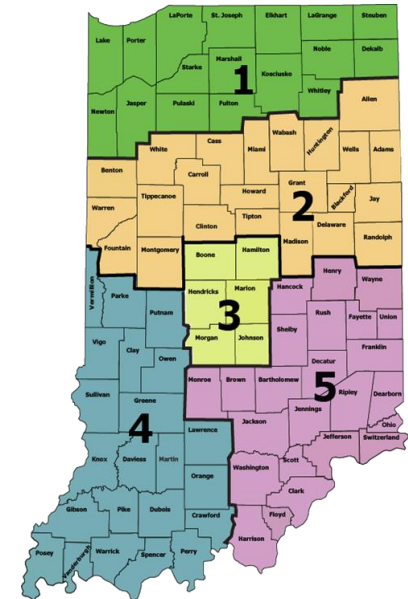 LaPorte
St. Joseph
Elkhart
LaGrange
Steuben
Lake
Porter
Noble
Dekalb
Marshall
Starke
Kosciusko
1
Whitley
Allen
Newton
Jasper
Pulaski
Fulton
Wabash
Huntington
White
Cass
Miami
Wells
Adams
Benton
Carroll
Grant
Tippecanoe
Howard
Blackford
Jay
Warren
2
Clinton
Tipton
Delaware
Randolph
Fountain
Montgomery
Madison
Boone
Hamilton
Henry
Wayne
Vermillion
Parke
Hendricks
Marion
Hancock
Putnam
3
Rush
Fayette
Union
Vigo
Shelby
Morgan
Johnson
Franklin
Clay
Owen
Decatur
Monroe
Brown
Bartholomew
5
Ripley
Dearborn
Sullivan
Greene
Jennings
4
Lawrence
Jackson
Ohio
Jefferson
Switzerland
Knox
Daviess
Martin
Washington
Scott
Orange
Clark
Gibson
Pike
Dubois
Crawford
Floyd
Harrison
Posey
Vanderburgh
Warrick
Spencer
Perry